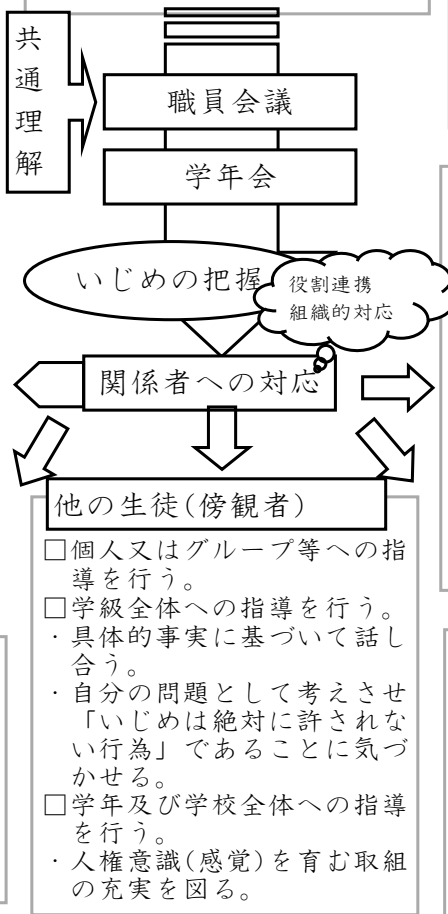 共通理解
職員会議
学年会
いじめの把握
役割連携
組織的対応
関係者への対応
他の生徒(傍観者)
□個人又はグループ等への指
導を行う。
□学級全体への指導を行う。
・具体的事実に基づいて話し
合う。
・自分の問題として考えさせ
「いじめは絶対に許されな
い行為」であることに気づ
かせる。
□学年及び学校全体への指導
を行う。
・人権意識(感覚)を育む取組
の充実を図る。